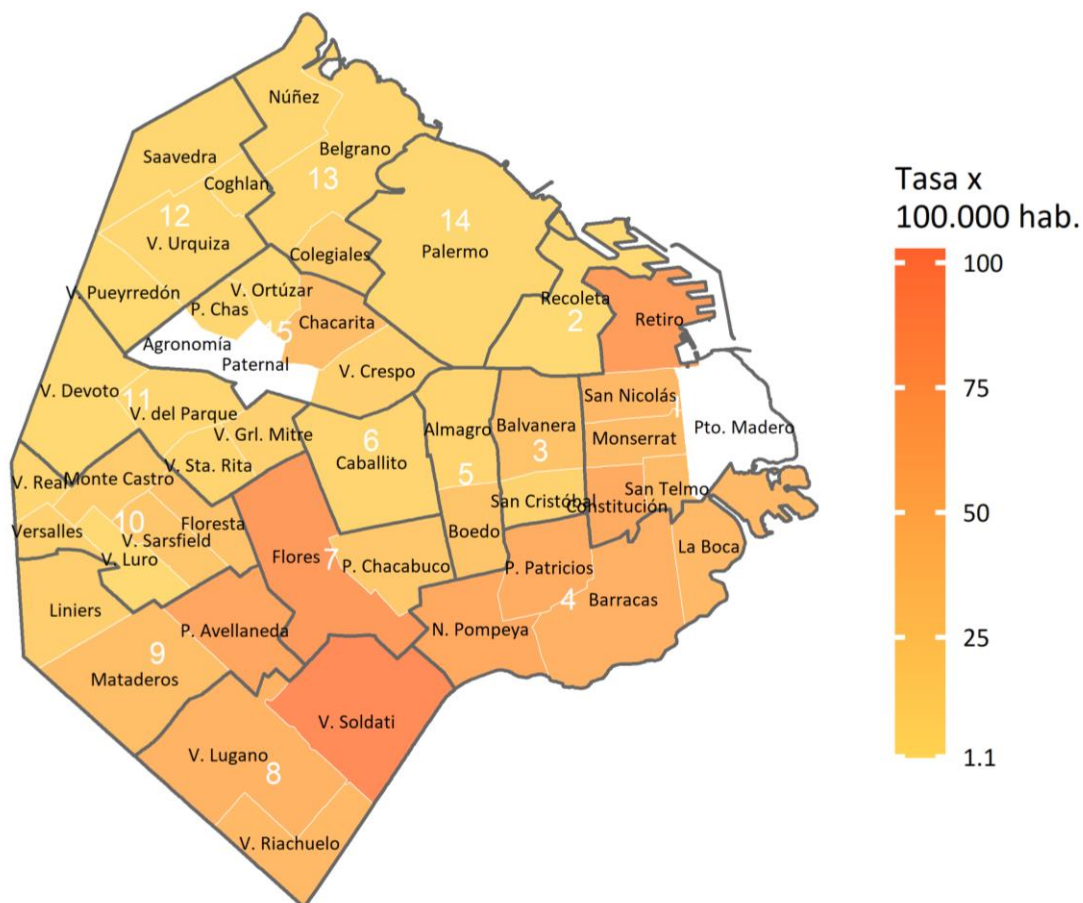 Núñez
Saavedra
Belgrano
Coghlan
13
12
14
V. Urquiza
Colegiales
Palermo
V. Pueyrredón
V. Ortúzar
P. Chas
Recoleta
2
Retiro
Chacarita
15
Agronomía
Paternal
V. Crespo
V. Devoto
11
V. del Parque
San Nicolás
1
V. Grl. Mitre
Almagro
Balvanera
Pto. Madero
6
Monserrat
3
Caballito
V. Sta. Rita
5
V. Real
Monte Castro
San Telmo
San Cristóbal
Constitución
10
Floresta
Versalles
V. Sarsfield
Boedo
La Boca
V. Luro
Flores
7
P. Chacabuco
P. Patricios
4
Barracas
Liniers
P. Avellaneda
N. Pompeya
9
Mataderos
V. Soldati
V. Lugano
8
V. Riachuelo
Tasa x
100.000 hab.
100
75
50
25
1.1